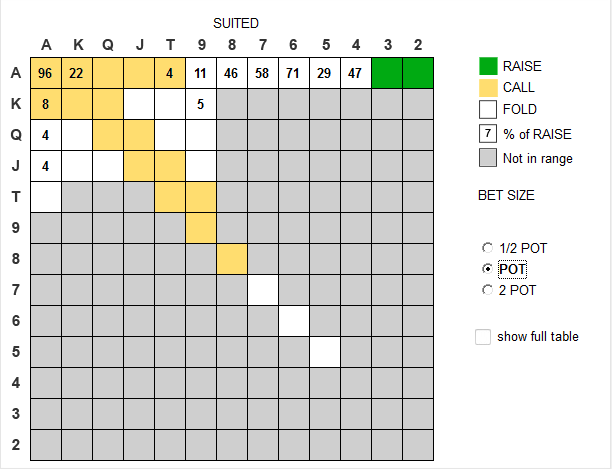 SUITED
A K Q J T 9 8 7 6 5 4 3 2
A 96 22 4 11 46 58 71 29 47
K 8 5
Q 4
J 4
T
9
8
7
6
5
4
3
2
RAISE
CALL
FOLD
7 % of RAISE
Not in range
BET SIZE
1/2 POT
POT
2 POT
show full table